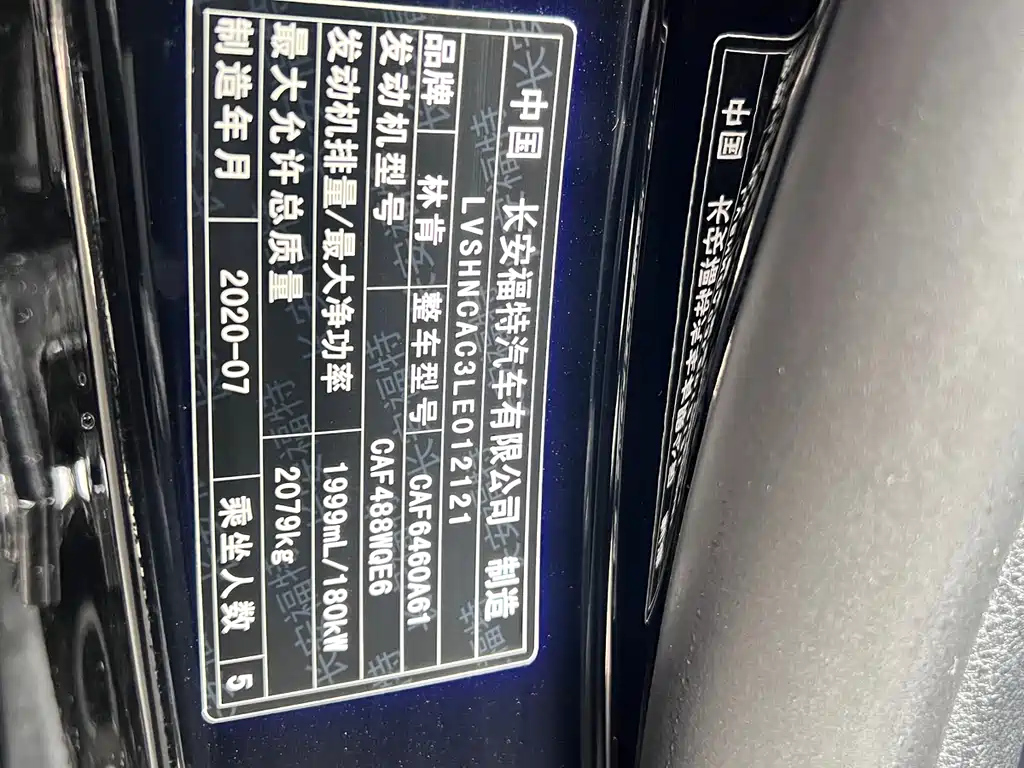 中国 长安福特汽车有限公司 制造
LVSHNCAC3LE012121
品牌 林肯 整车型号 CAF6460A61
发动机型号 CAF488WQE6
发动机排量/最大净功率 1999mL/180kW
最大允许总质量 2079kg
制造年月 2020-07 乘坐人数 5